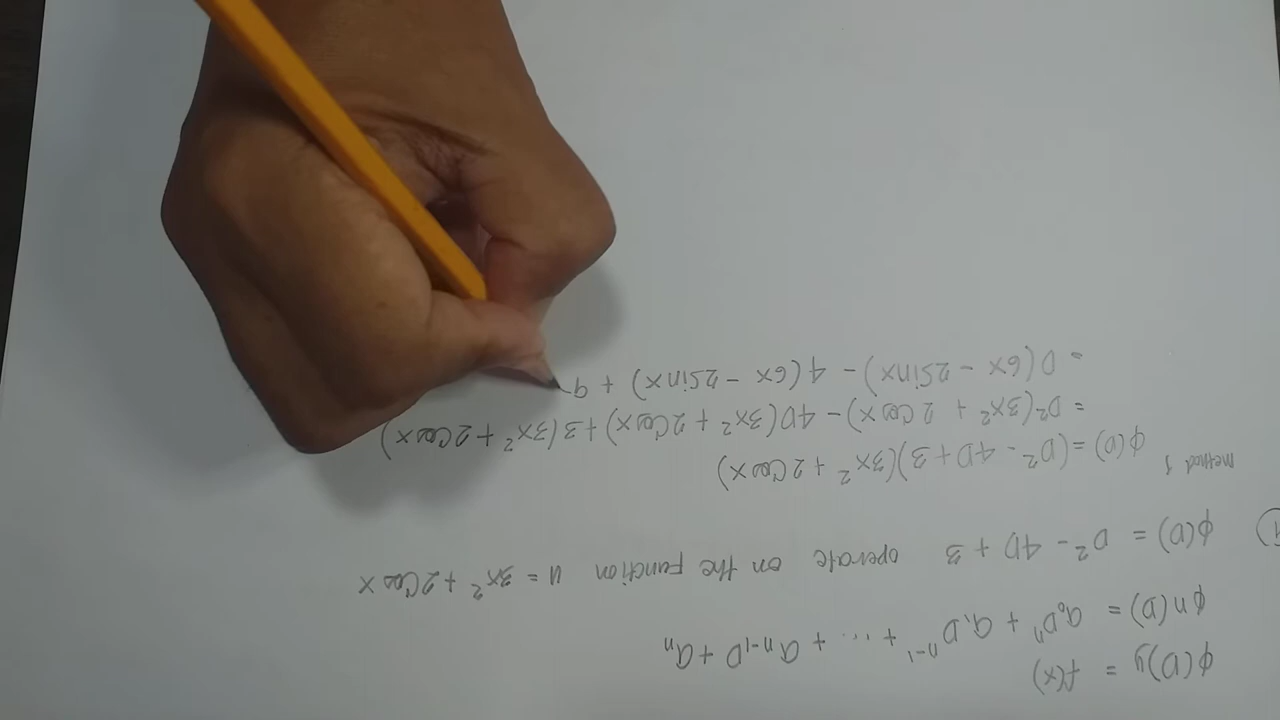 φ(D)y = f(x)
φn(D) = a₀Dⁿ + a₁Dⁿ⁻¹ + ... + aₙ₋₁D + aₙ
1) φ(D) = D² - 4D + 3 operate on the function u = 3x² + 2Cos x
method 1 φ(D) = (D² - 4D + 3)(3x² + 2Cos x)
= D²(3x² + 2Cos x) - 4D(3x² + 2Cos x) + 3(3x² + 2Cos x)
= D(6x - 2Sin x) - 4(6x - 2Sin x) + 9